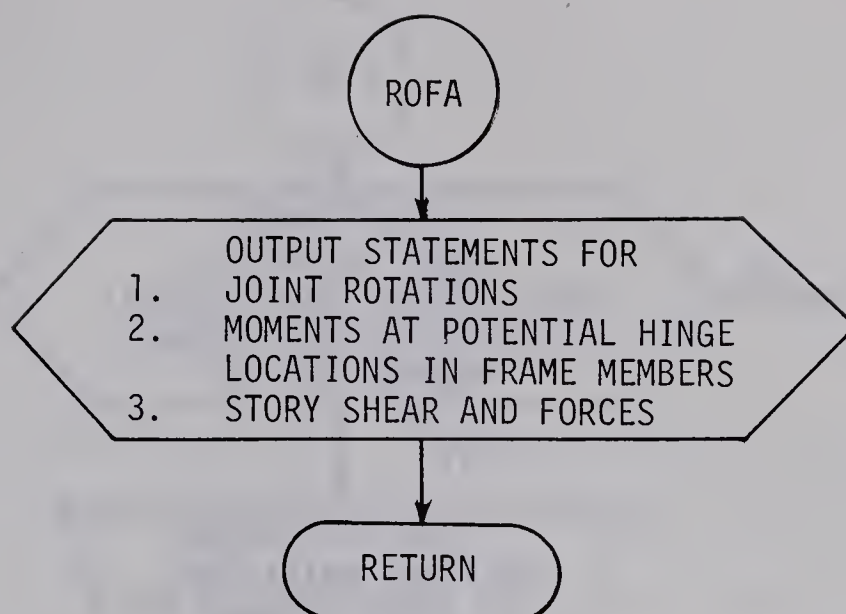 ROFA
OUTPUT STATEMENTS FOR
1. JOINT ROTATIONS
2. MOMENTS AT POTENTIAL HINGE
LOCATIONS IN FRAME MEMBERS
3. STORY SHEAR AND FORCES
RETURN